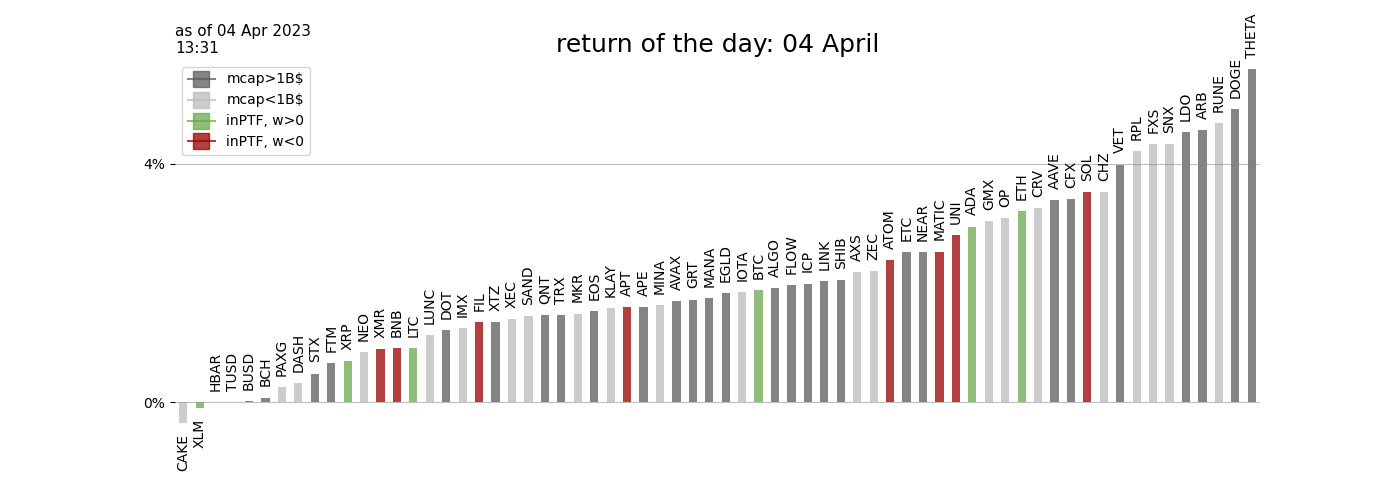 as of 04 Apr 2023
13:31
return of the day: 04 April
mcap>1B$
mcap<1B$
inPTF, w>0
inPTF, w<0
4%
0%
CAKE
XLM
HBAR
TUSD
BUSD
BCH
PAXG
DASH
STX
FTM
XRP
NEO
XMR
BNB
LTC
LUNC
DOT
IMX
FIL
XTZ
XEC
SAND
QNT
TRX
MKR
EOS
KLAY
APT
APE
MINA
AVAX
GRT
MANA
EGLD
IOTA
BTC
ALGO
FLOW
ICP
LINK
SHIB
AXS
ZEC
ATOM
ETC
NEAR
MATIC
UNI
ADA
GMX
OP
ETH
CRV
AAVE
CFX
SOL
CHZ
VET
RPL
FXS
SNX
LDO
ARB
RUNE
DOGE
THETA